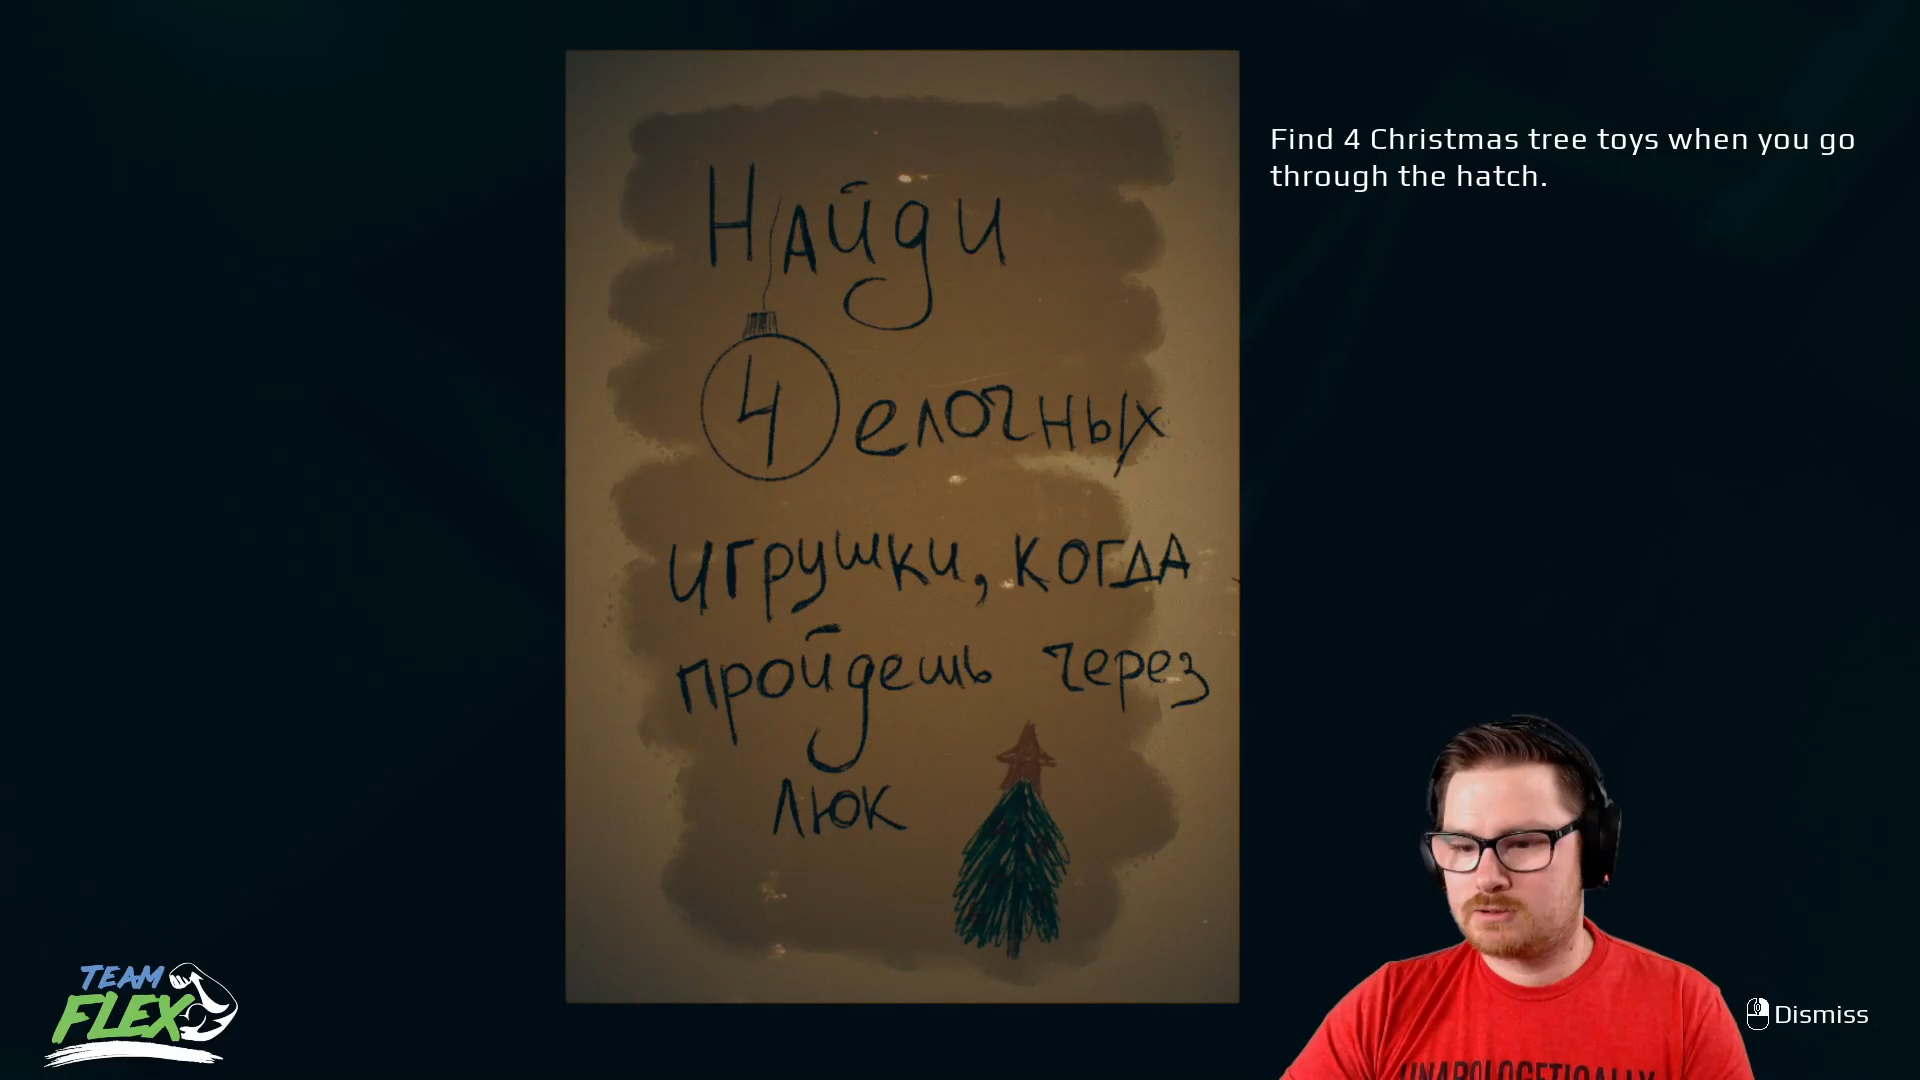 Найди
4 елочных
игрушки, когда
пройдешь через
люк
Find 4 Christmas tree toys when you go
through the hatch.
TEAM
FLEX
UNAPOLOGETICALLY
Dismiss